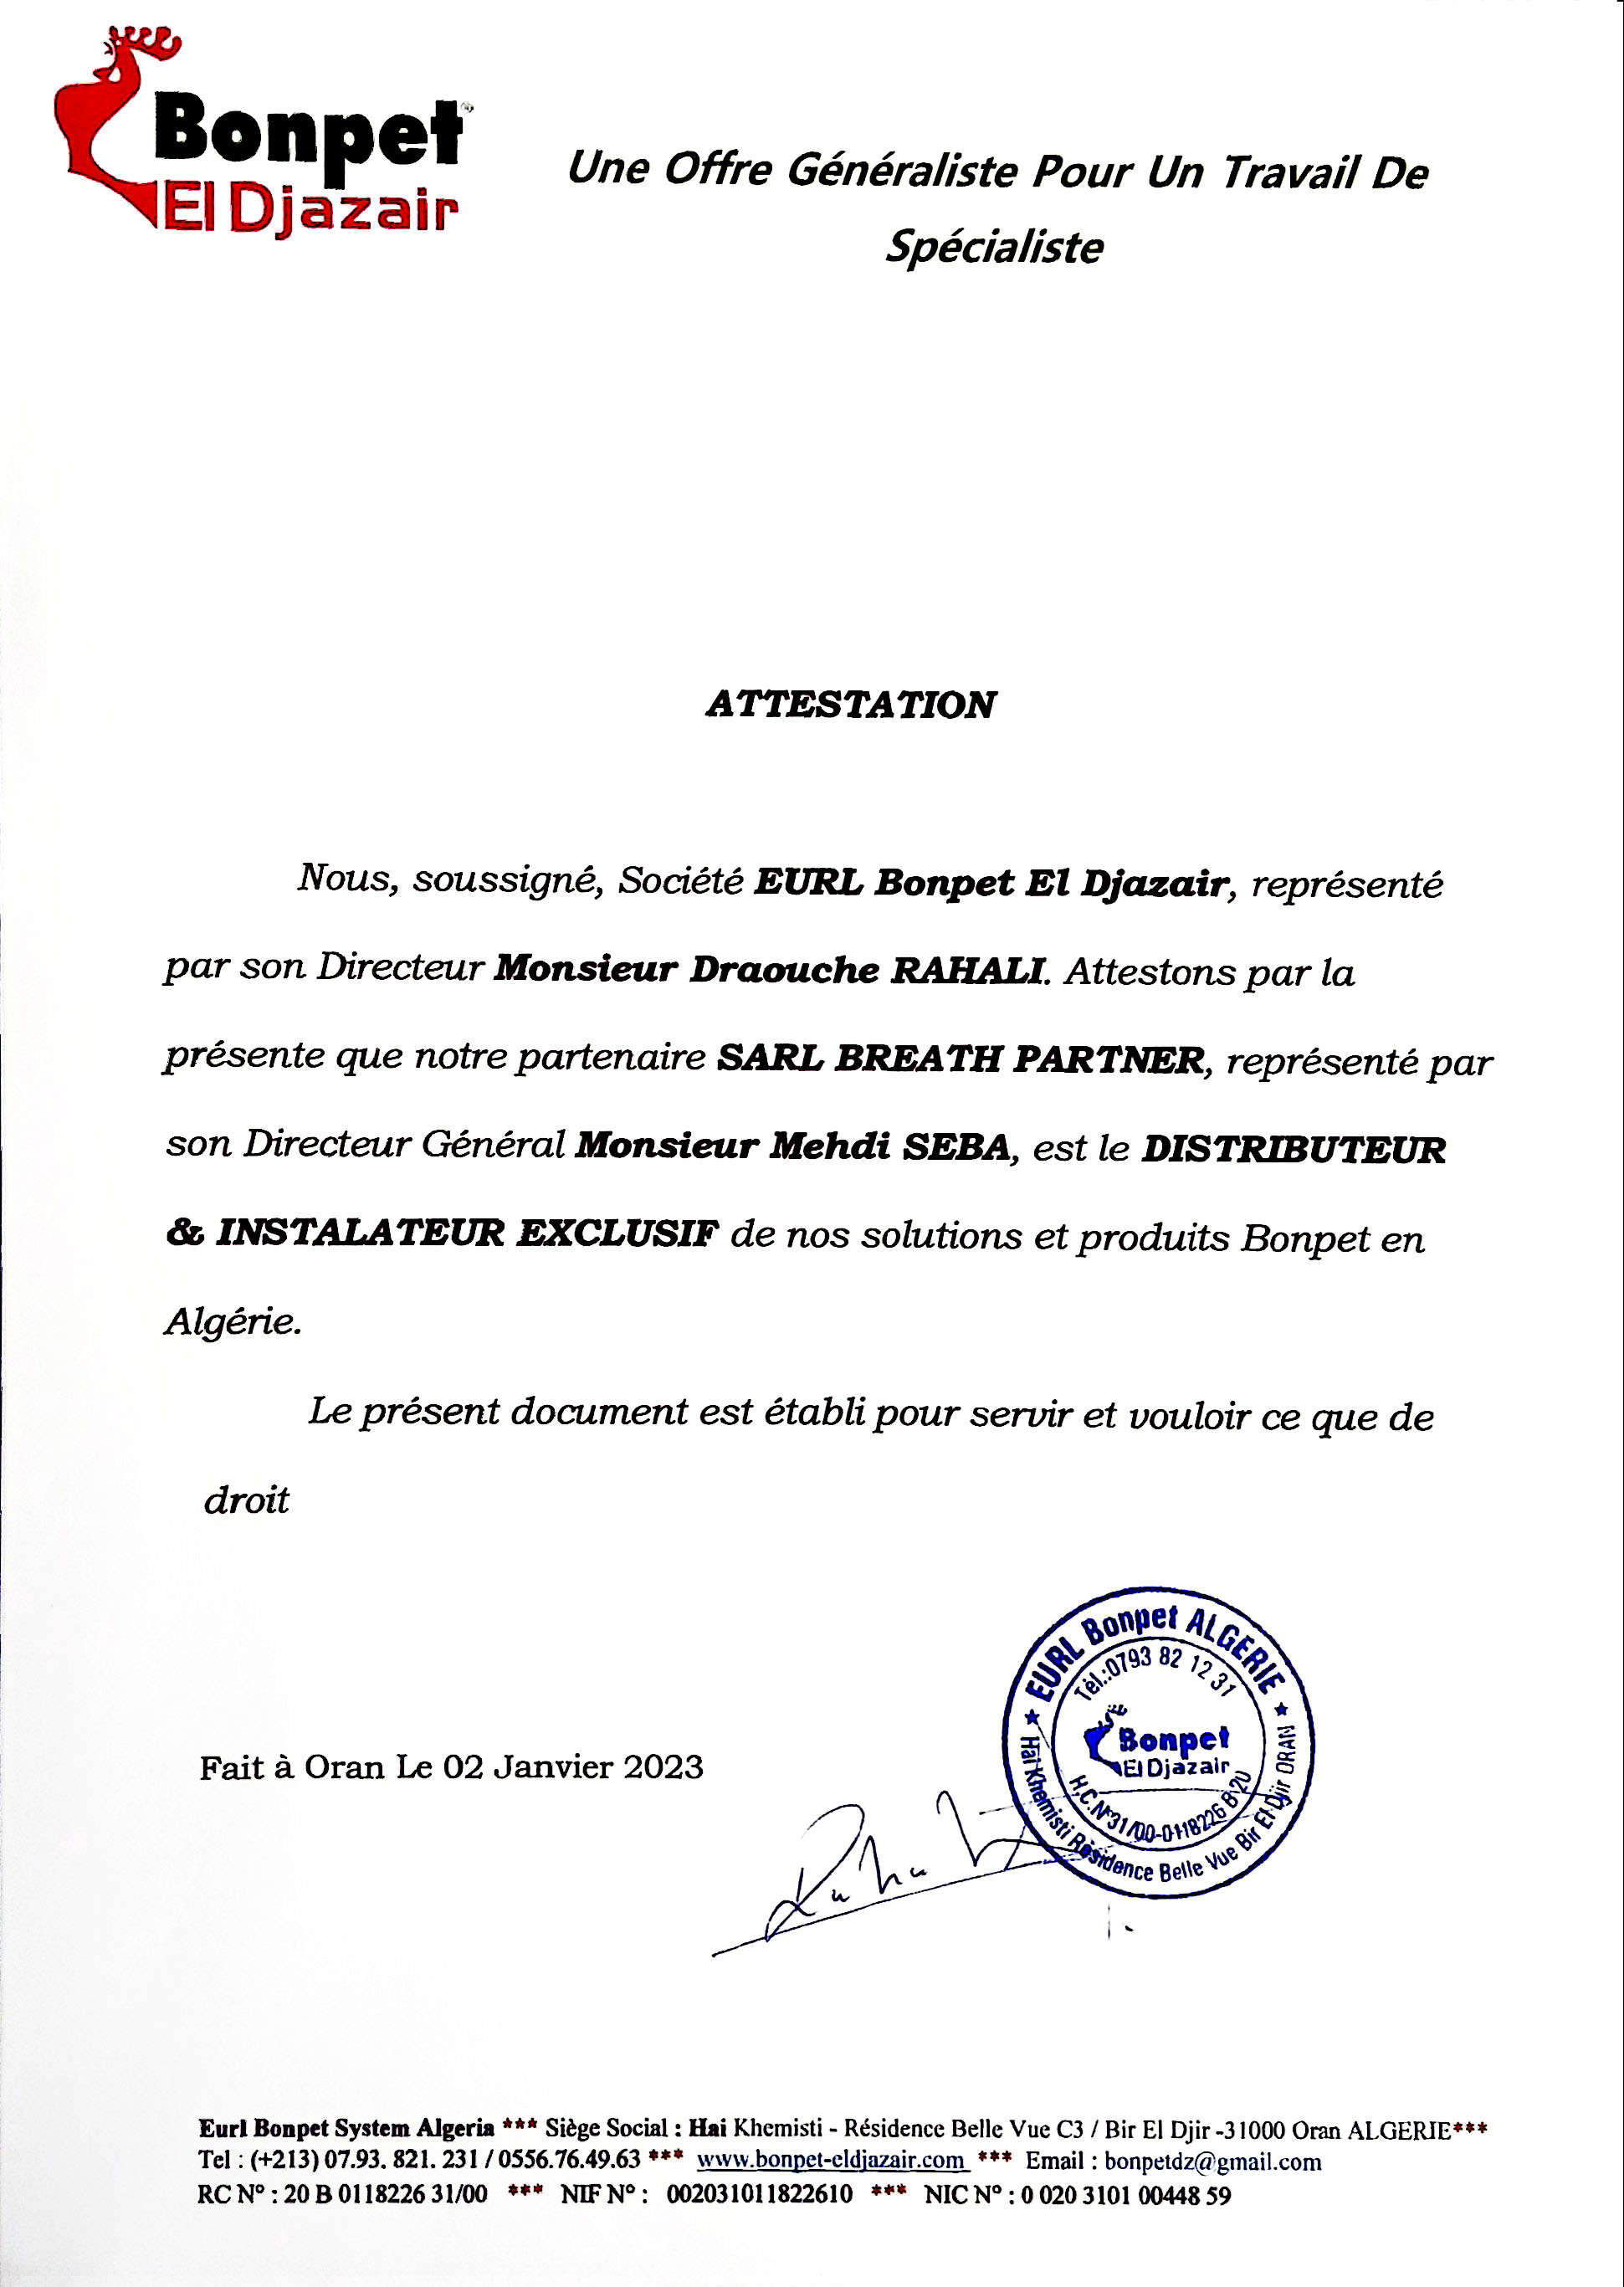 Bonpet
El Djazair
Une Offre Généraliste Pour Un Travail De
Spécialiste
ATTESTATION
Nous, soussigné, Société EURL Bonpet El Djazair, représenté
par son Directeur Monsieur Draouche RAHALI. Attestons par la
présente que notre partenaire SARL BREATH PARTNER, représenté par
son Directeur Général Monsieur Mehdi SEBA, est le DISTRIBUTEUR
& INSTALATEUR EXCLUSIF de nos solutions et produits Bonpet en
Algérie.
Le présent document est établi pour servir et vouloir ce que de
droit
★ EURL Bonpet ALGERIE ★
Tèl.:0793 82 12 31
Bonpet
El Djazair
H.C.N°31/00-0118226 B 20
Hai Khemisti Résidence Belle Vue Bir El Djir ORAN
Fait à Oran Le 02 Janvier 2023
Eurl Bonpet System Algeria *** Siège Social : Hai Khemisti - Résidence Belle Vue C3 / Bir El Djir -31000 Oran ALGERIE***
Tel : (+213) 07.93. 821. 231 / 0556.76.49.63 *** www.bonpet-eldjazair.com *** Email : bonpetdz@gmail.com
RC N° : 20 B 0118226 31/00 *** NIF N° : 002031011822610 *** NIC N° : 0 020 3101 00448 59